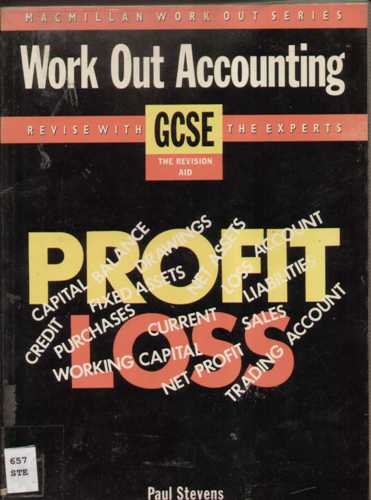 MACMILLAN WORK OUT SERIES
Work Out Accounting
REVISE WITH GCSE THE EXPERTS
THE REVISION
AID
PROFIT
CAPITAL BALANCE
DRAWINGS
NET ASSETS
LOSS ACCOUNT
FIXED ASSETS
LIABILITIES
CREDIT
PURCHASES
CURRENT
SALES
LOSS
WORKING CAPITAL
NET PROFIT
TRADING ACCOUNT
657
STE
Paul Stevens